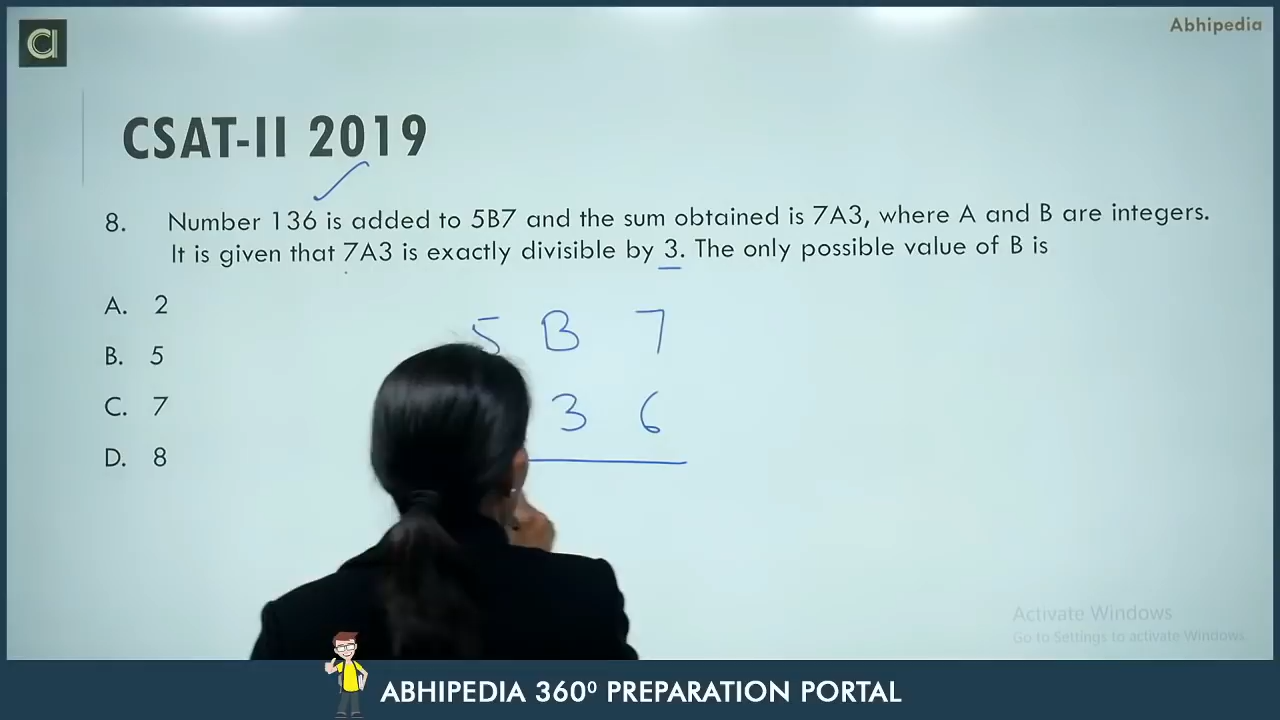 Abhipedia
CSAT-II 2019
8. Number 136 is added to 5B7 and the sum obtained is 7A3, where A and B are integers.
It is given that 7A3 is exactly divisible by 3. The only possible value of B is
A. 2
B. 5
C. 7
D. 8
5 B 7
3 6
Activate Windows
Go to Settings to activate Windows.
ABHIPEDIA 360⁰ PREPARATION PORTAL